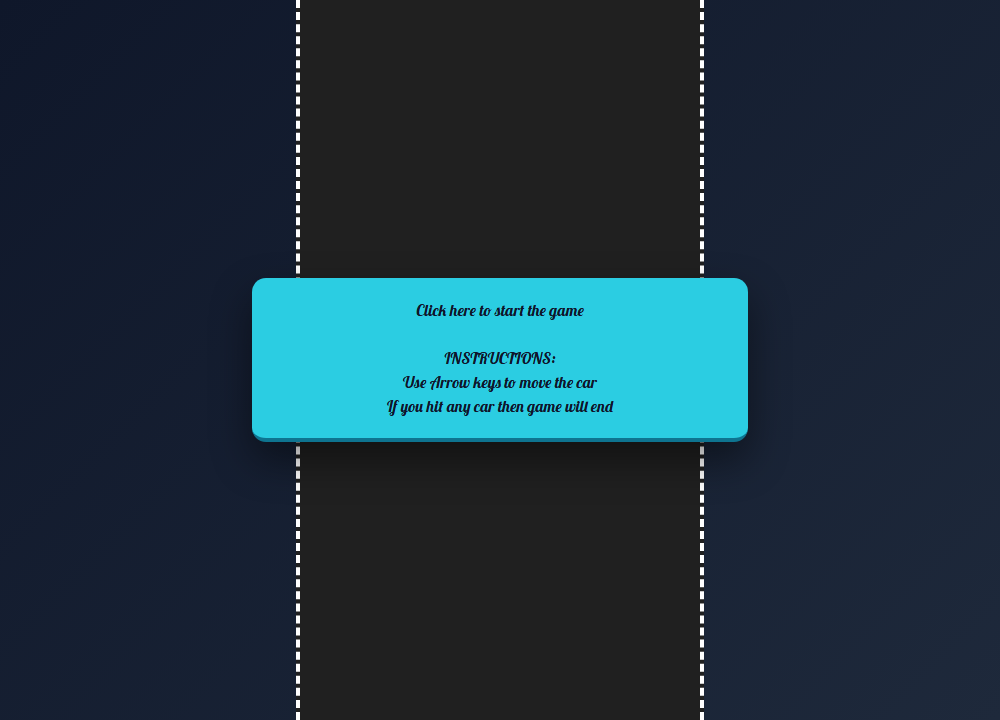 Click here to start the game
INSTRUCTIONS:
Use Arrow keys to move the car
If you hit any car then game will end